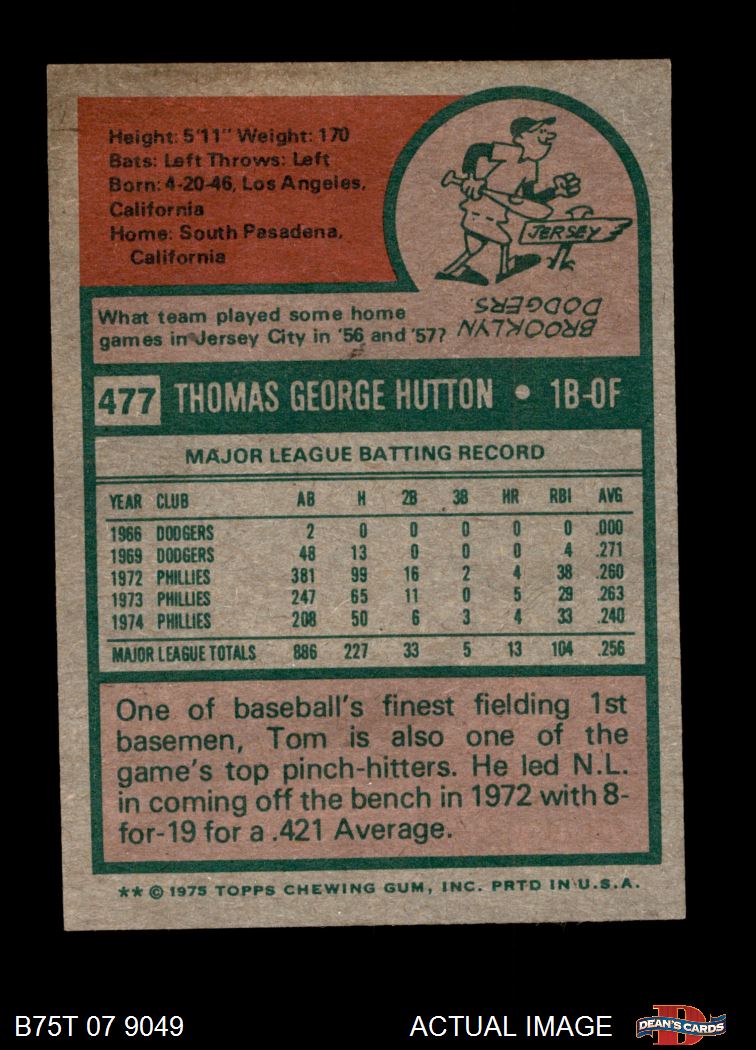 Height: 5'11" Weight: 170
Bats: Left Throws: Left
Born: 4-20-46, Los Angeles,
California
Home: South Pasadena,
California
JERSEY
What team played some home
games in Jersey City in '56 and '57?
BROOKLYN
DODGERS.
477 THOMAS GEORGE HUTTON • 1B-OF
MAJOR LEAGUE BATTING RECORD
YEAR CLUB AB H 2B 3B HR RBI AVG
1966 DODGERS 2 0 0 0 0 0 .000
1969 DODGERS 48 13 0 0 0 4 .271
1972 PHILLIES 381 99 16 2 4 38 .260
1973 PHILLIES 247 65 11 0 5 29 .263
1974 PHILLIES 208 50 6 3 4 33 .240
MAJOR LEAGUE TOTALS 886 227 33 5 13 104 .256
One of baseball's finest fielding 1st
basemen, Tom is also one of the
game's top pinch-hitters. He led N.L.
in coming off the bench in 1972 with 8-
for-19 for a .421 Average.
** © 1975 TOPPS CHEWING GUM, INC. PRTD IN U.S.A.
B75T 07 9049
ACTUAL IMAGE
D
DEAN'S CARDS